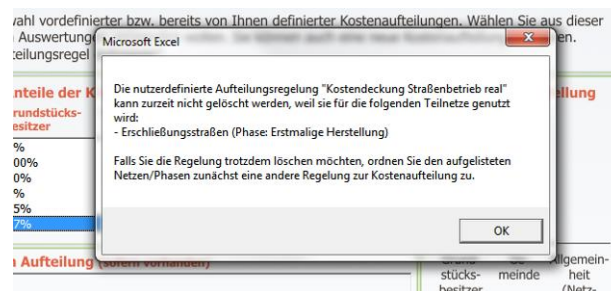 wahl vordefinierter bzw. bereits von Ihnen definierter Kostenaufteilungen. Wählen Sie aus dieser
Auswertunge
en.
teilungsregel
Microsoft Excel
Die nutzerdefinierte Aufteilungsregelung "Kostendeckung Straßenbetrieb real"
kann zurzeit nicht gelöscht werden, weil sie für die folgenden Teilnetze genutzt
wird:
- Erschließungsstraßen (Phase: Erstmalige Herstellung)
Falls Sie die Regelung trotzdem löschen möchten, ordnen Sie den aufgelisteten
Netzen/Phasen zunächst eine andere Regelung zur Kostenaufteilung zu.
OK
nteile der K
ellung
rundstücks-
esitzer
%
00%
0%
%
5%
7%
n Aufteilung (sofern vorhanden)
stücks- meinde heit
llgemein-
besitzer (Netz-